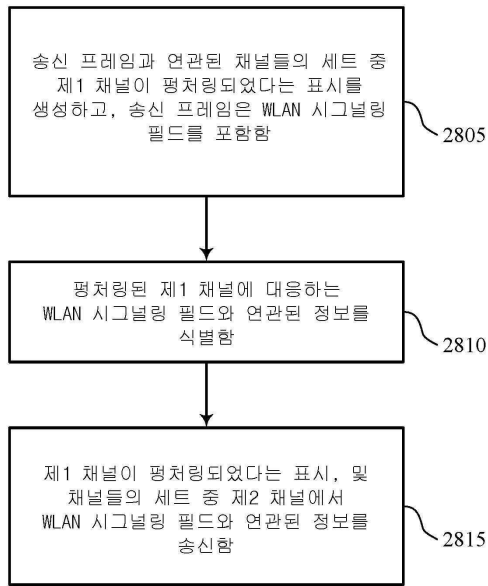 송신 프레임과 연관된 채널들의 세트 중
제1 채널이 펑처링되었다는 표시를
생성하고, 송신 프레임은 WLAN 시그널링
필드를 포함함
2805
펑처링된 제1 채널에 대응하는
WLAN 시그널링 필드와 연관된 정보를
식별함
2810
제1 채널이 펑처링되었다는 표시, 및
채널들의 세트 중 제2 채널에서
WLAN 시그널링 필드와 연관된 정보를
송신함
2815